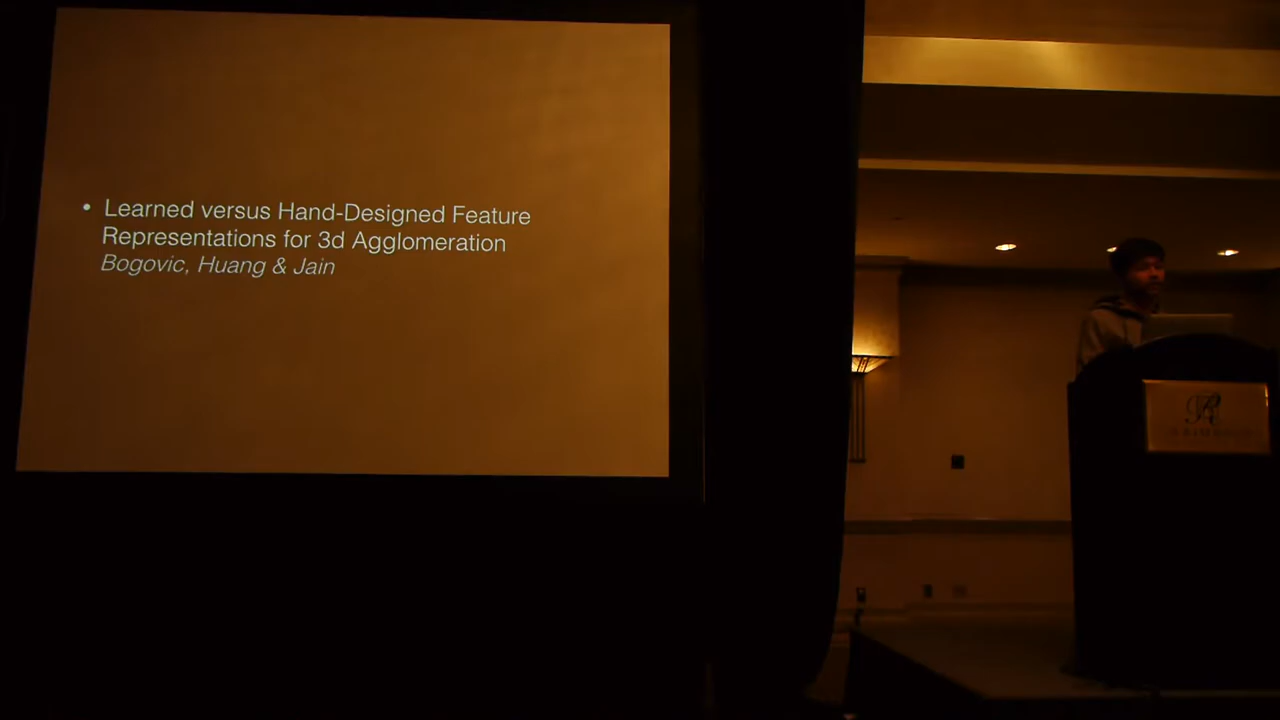 • Learned versus Hand-Designed Feature
Representations for 3d Agglomeration
Bogovic, Huang & Jain